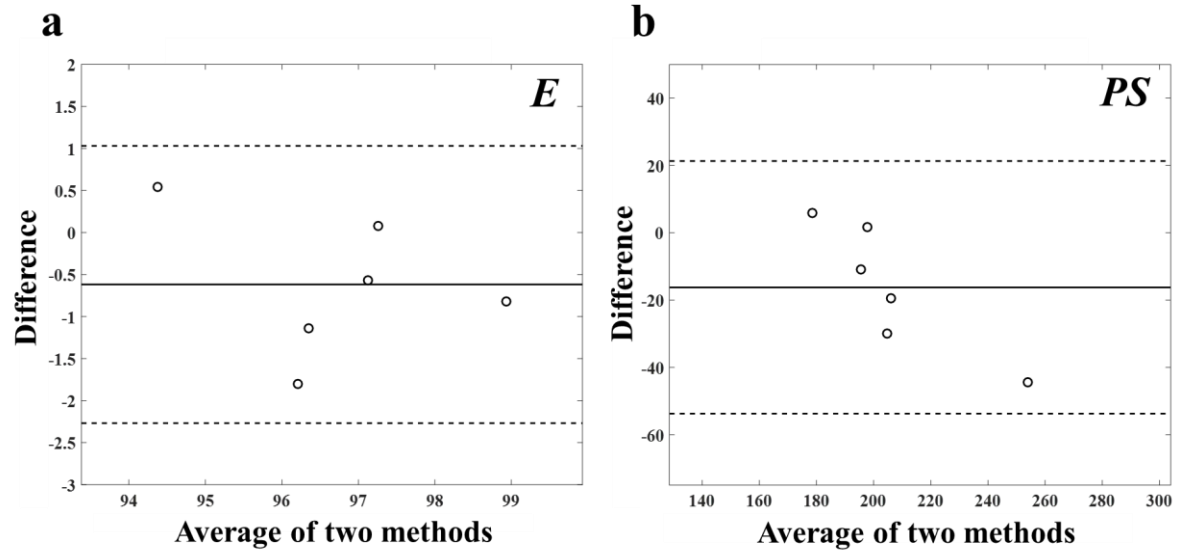 a
b
E
PS
2
1.5
1
0.5
0
-0.5
-1
-1.5
-2
-2.5
-3
Difference
94 95 96 97 98 99
Average of two methods
40
20
0
-20
-40
-60
Difference
140 160 180 200 220 240 260 280 300
Average of two methods